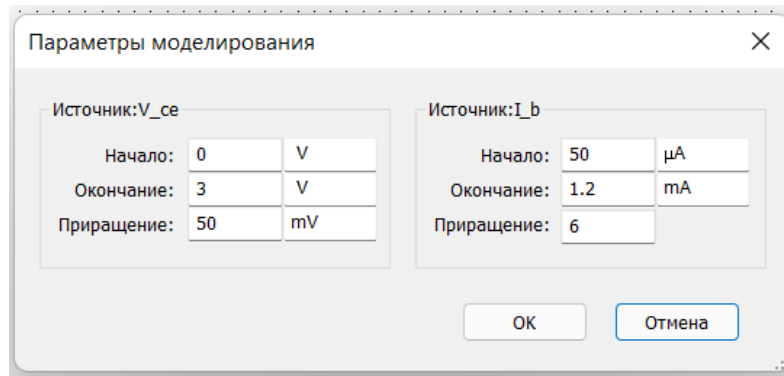 Параметры моделирования
Источник:V_ce
Начало: 0 V
Окончание: 3 V
Приращение: 50 mV
Источник:I_b
Начало: 50 µA
Окончание: 1.2 mA
Приращение: 6
OK Отмена